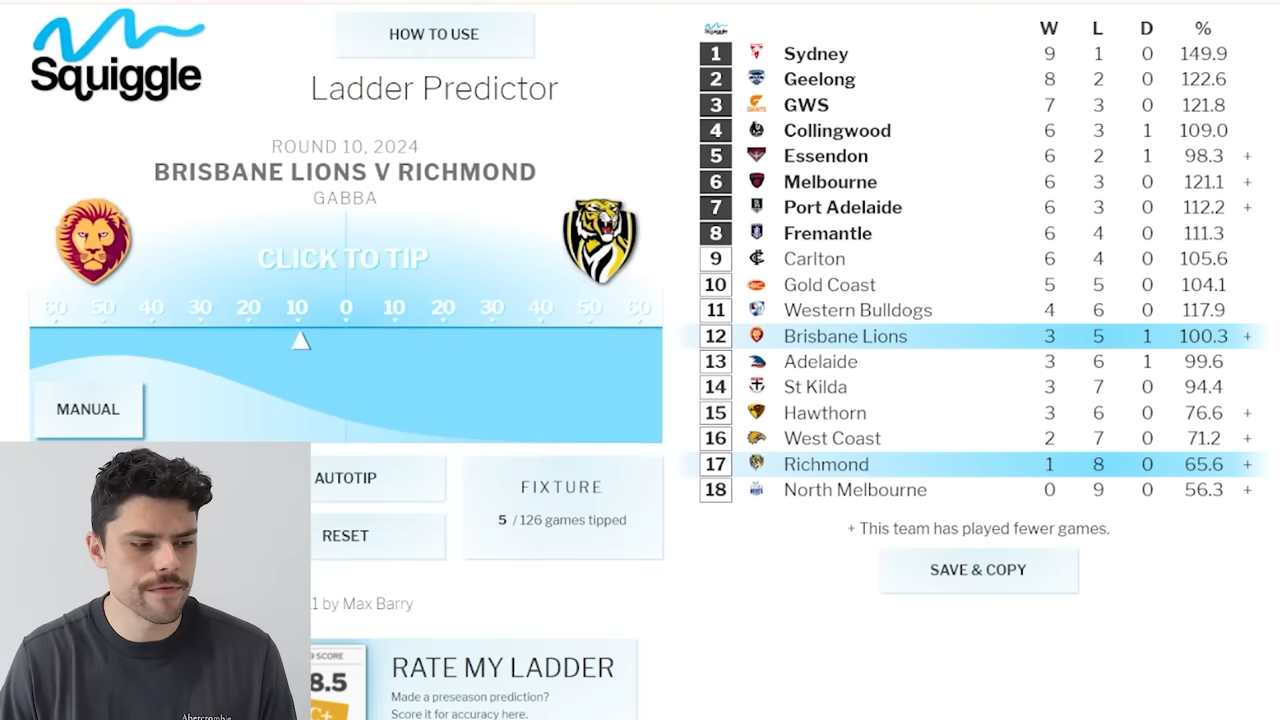 Squiggle
HOW TO USE
Ladder Predictor
ROUND 10, 2024
BRISBANE LIONS V RICHMOND
GABBA
CLICK TO TIP
60 50 40 30 20 10 0 10 20 30 40 50 60
MANUAL
AUTOTIP
RESET
FIXTURE
5 / 126 games tipped
by Max Barry
SCORE
8.5
C+
RATE MY LADDER
Made a preseason prediction?
Score it for accuracy here.
Abercrombie
Squiggle W L D %
1 Sydney 9 1 0 149.9
2 Geelong 8 2 0 122.6
3 GWS 7 3 0 121.8
4 Collingwood 6 3 1 109.0
5 Essendon 6 2 1 98.3 +
6 Melbourne 6 3 0 121.1 +
7 Port Adelaide 6 3 0 112.2 +
8 Fremantle 6 4 0 111.3
9 Carlton 6 4 0 105.6
10 Gold Coast 5 5 0 104.1
11 Western Bulldogs 4 6 0 117.9
12 Brisbane Lions 3 5 1 100.3 +
13 Adelaide 3 6 1 99.6
14 St Kilda 3 7 0 94.4
15 Hawthorn 3 6 0 76.6 +
16 West Coast 2 7 0 71.2 +
17 Richmond 1 8 0 65.6 +
18 North Melbourne 0 9 0 56.3 +
+ This team has played fewer games.
SAVE & COPY